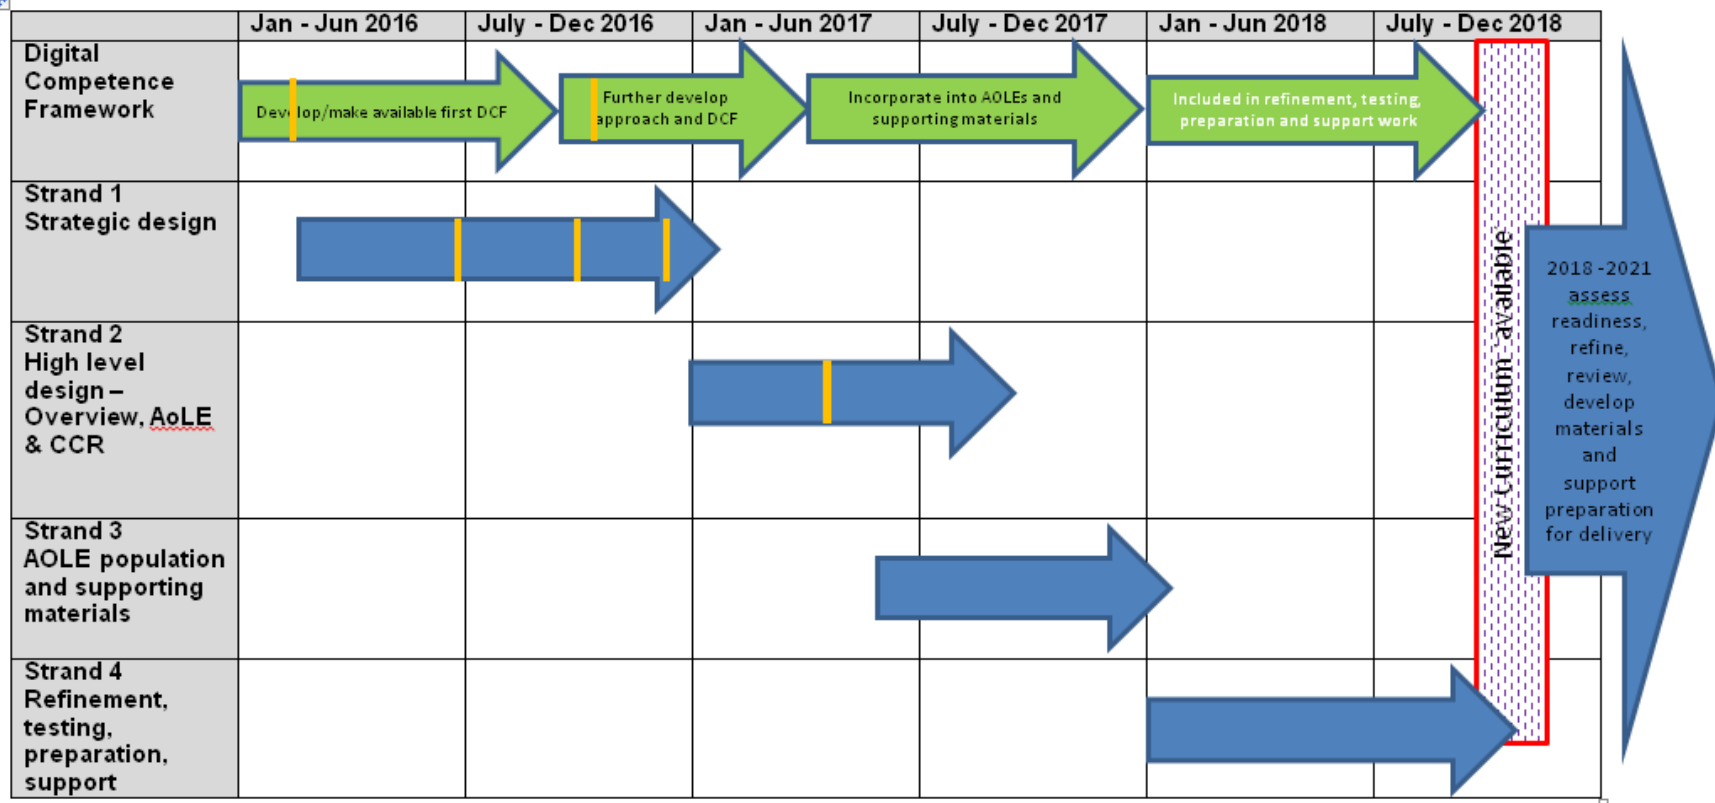 Jan - Jun 2016
July - Dec 2016
Jan - Jun 2017
July - Dec 2017
Jan - Jun 2018
July - Dec 2018
Digital
Competence
Framework
Develop/make available first DCF
Further develop
approach and DCF
Incorporate into AOLEs and
supporting materials
Included in refinement, testing,
preparation and support work
Strand 1
Strategic design
Strand 2
High level
design –
Overview, AoLE
& CCR
Strand 3
AOLE population
and supporting
materials
Strand 4
Refinement,
testing,
preparation,
support
New Curriculum available
2018 -2021
assess
readiness,
refine,
review,
develop
materials
and
support
preparation
for delivery